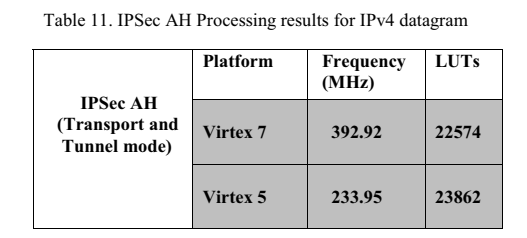 Table 11. IPSec AH Processing results for IPv4 datagram
IPSec AH
(Transport and
Tunnel mode)
Platform
Frequency
(MHz)
LUTs
Virtex 7
392.92
22574
Virtex 5
233.95
23862